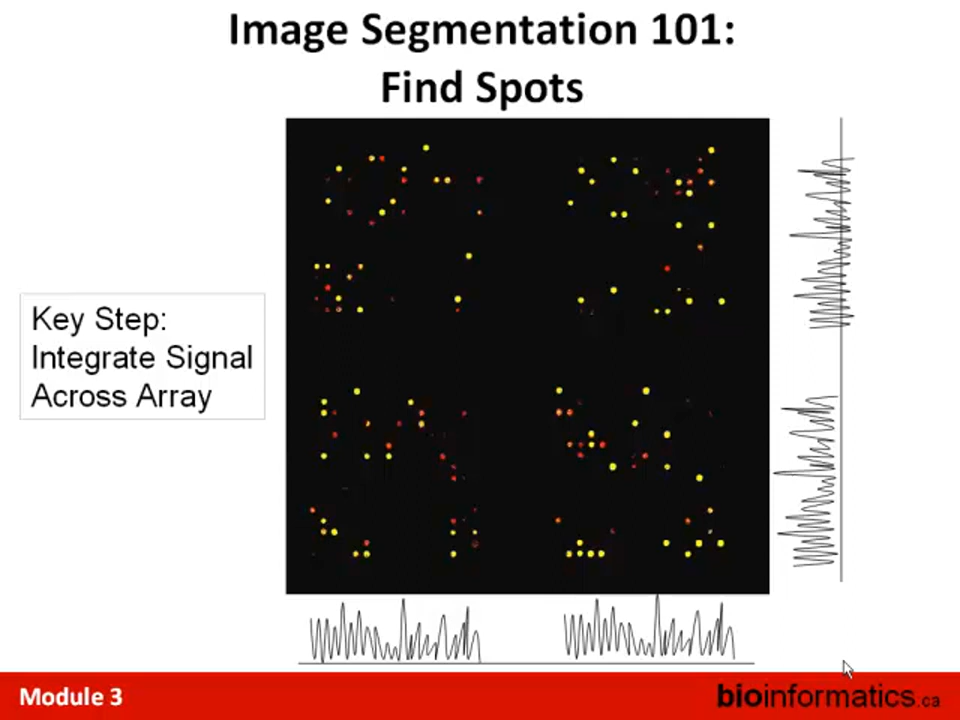 Image Segmentation 101:
Find Spots
Key Step:
Integrate Signal
Across Array
Module 3
bioinformatics.ca